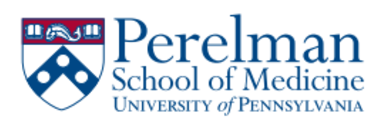 Perelman
School of Medicine
UNIVERSITY of PENNSYLVANIA